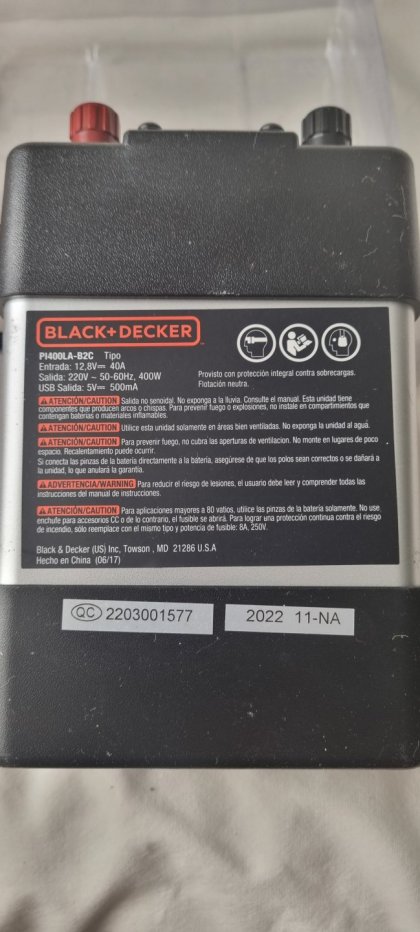 BLACK+DECKER
PI400LA-B2C Tipo
Entrada: 12,8V⎓ 40A
Salida: 220V ~ 50-60Hz, 400W
USB Salida: 5V⎓ 500mA
Provisto con protección integral contra sobrecargas.
Flotación neutra.
⚠ATENCIÓN/CAUTION Salida no senoidal. No exponga a la lluvia. Consulte el manual. Esta unidad tiene
componentes que producen arcos o chispas. Para prevenir fuego o explosiones, no instale en compartimientos que
contengan baterías o materiales inflamables.
⚠ATENCIÓN/CAUTION Utilice esta unidad solamente en áreas bien ventiladas. No exponga la unidad al aguá.
⚠ATENCIÓN/CAUTION Para prevenir fuego, no cubra las aperturas de ventilacion. No monte en lugares de poco
espacio. Recalentamiento puede ocurrir.
Si conecta las pinzas de la batería directamente a la batería, asegúrese de que los polos sean correctos o se dañará a
la unidad, lo que anulará la garantía.
⚠ADVERTENCIA/WARNING Para reducir el riesgo de lesiones, el usuario debe leer y comprender todas las
instrucciones del manual de instrucciones.
⚠ATENCIÓN/CAUTION Para aplicaciones mayores a 80 vatios, utilice las pinzas de la batería solamente. No use
enchufe para accesorios CC o de lo contrario, el fusible se abrirá. Para lograr una protección continua contra el riesgo
de incendio, sólo reemplace con el mismo tipo y potencia de fusible: 8A, 250V.
Black & Decker (US) Inc, Towson , MD 21286 U.S.A
Hecho en China (06/17)
QC 2203001577
2022 11-NA